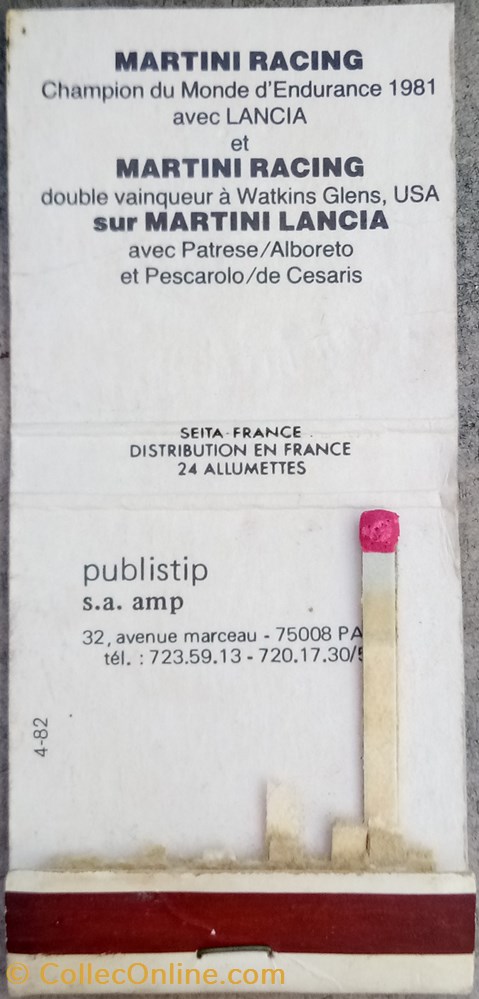 MARTINI RACING
Champion du Monde d'Endurance 1981
avec LANCIA
et
MARTINI RACING
double vainqueur à Watkins Glens, USA
sur MARTINI LANCIA
avec Patrese/Alboreto
et Pescarolo/de Cesaris
SEITA-FRANCE
DISTRIBUTION EN FRANCE
24 ALLUMETTES
publistip
s.a. amp
32, avenue marceau - 75008 PA
tél. : 723.59.13 - 720.17.30/5
4-82
© CollecOnline.com